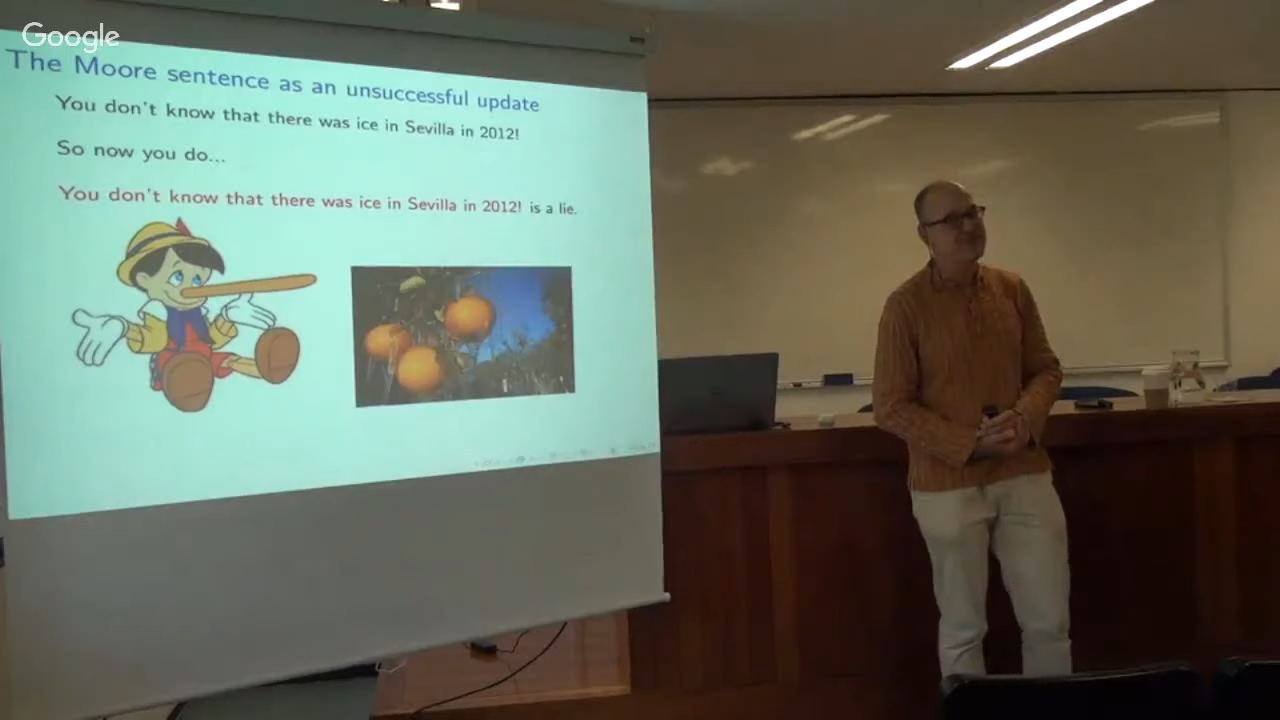 Google
The Moore sentence as an unsuccessful update
You don't know that there was ice in Sevilla in 2012!
So now you do...
You don't know that there was ice in Sevilla in 2012! is a lie.